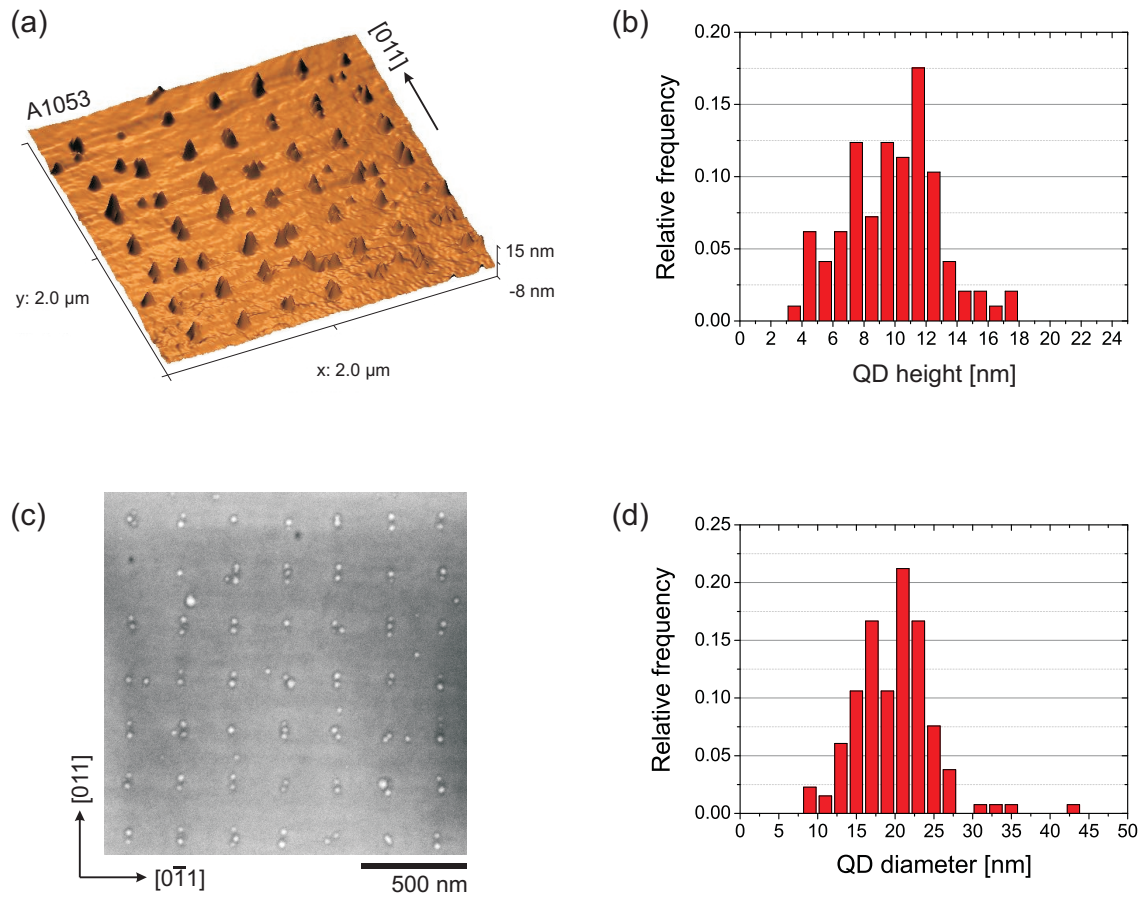 (a)
A1053
[011]
15 nm
-8 nm
y: 2.0 µm
x: 2.0 µm
(b)
Relative frequency
0.20
0.15
0.10
0.05
0.00
0 2 4 6 8 10 12 14 16 18 20 22 24
QD height [nm]
(c)
[011]
[01̅1]
500 nm
(d)
Relative frequency
0.25
0.20
0.15
0.10
0.05
0.00
0 5 10 15 20 25 30 35 40 45 50
QD diameter [nm]